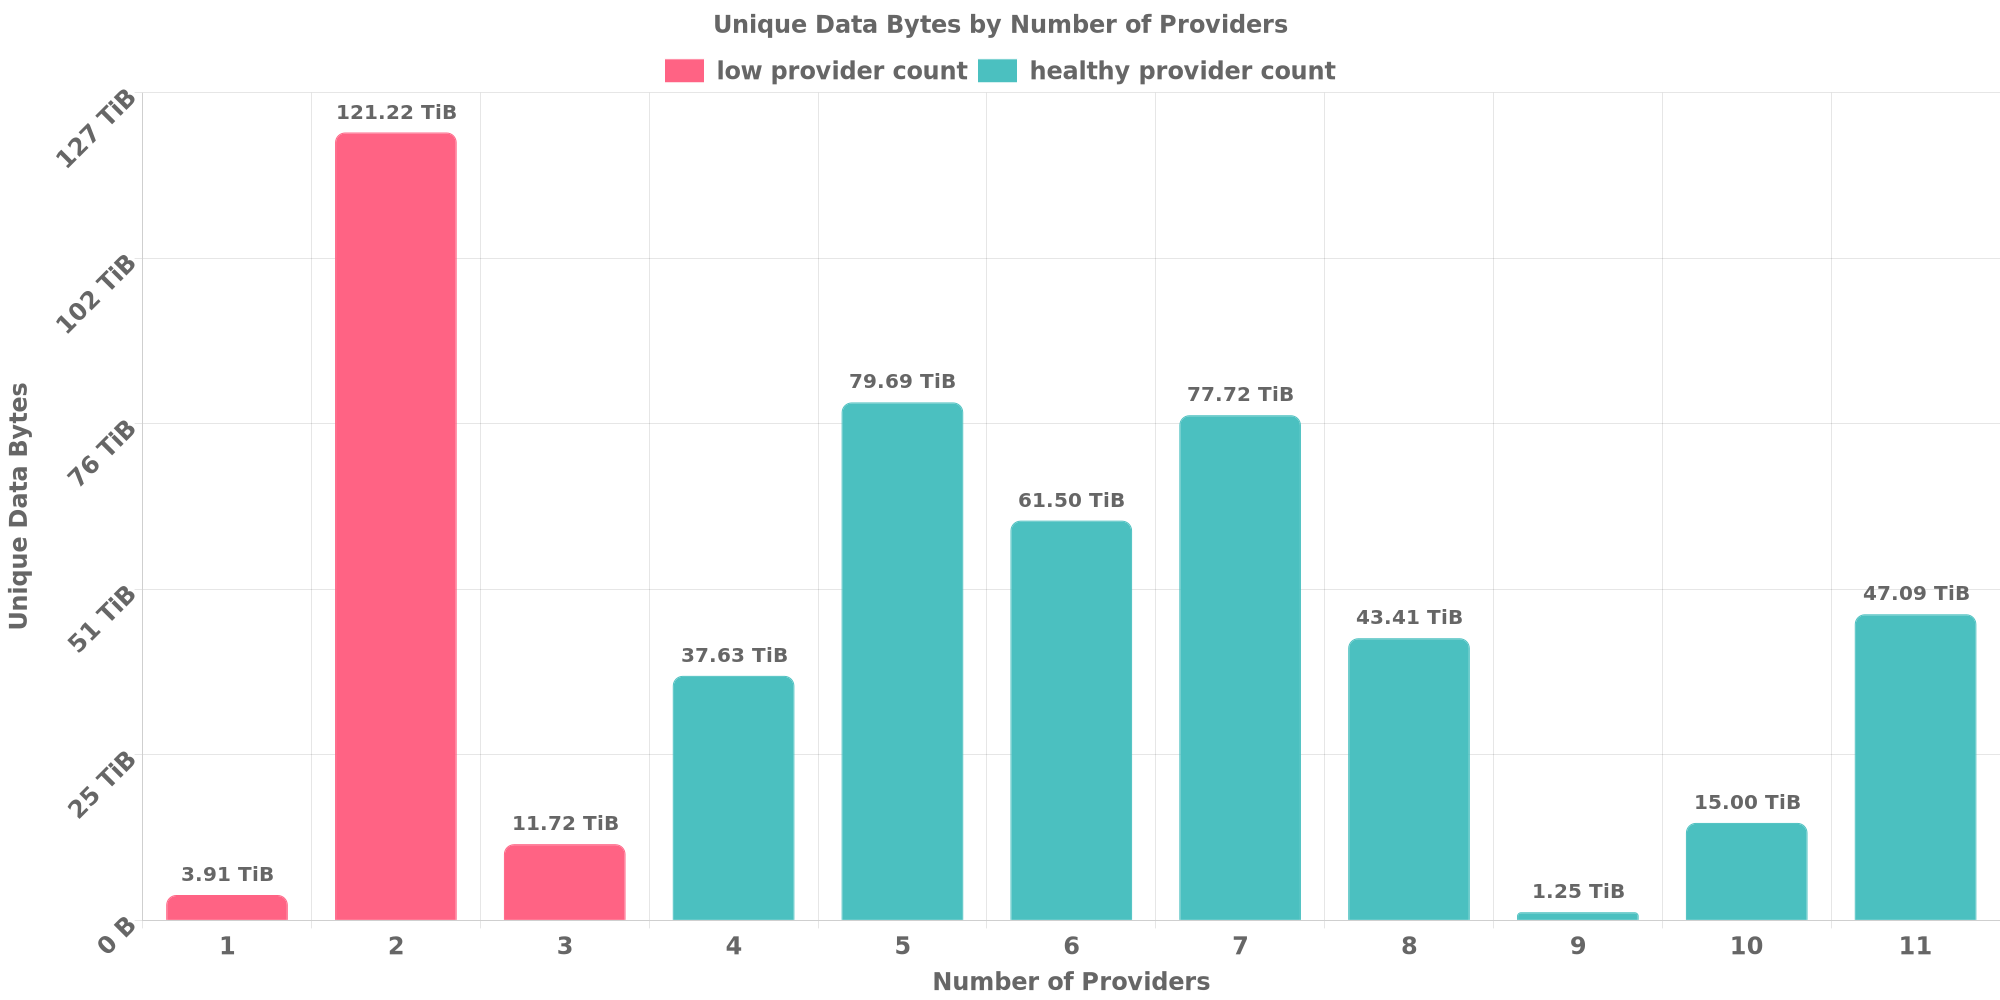 Unique Data Bytes by Number of Providers
low provider count healthy provider count
127 TiB
102 TiB
76 TiB
51 TiB
25 TiB
0 B
Unique Data Bytes
3.91 TiB
121.22 TiB
11.72 TiB
37.63 TiB
79.69 TiB
61.50 TiB
77.72 TiB
43.41 TiB
1.25 TiB
15.00 TiB
47.09 TiB
1 2 3 4 5 6 7 8 9 10 11
Number of Providers